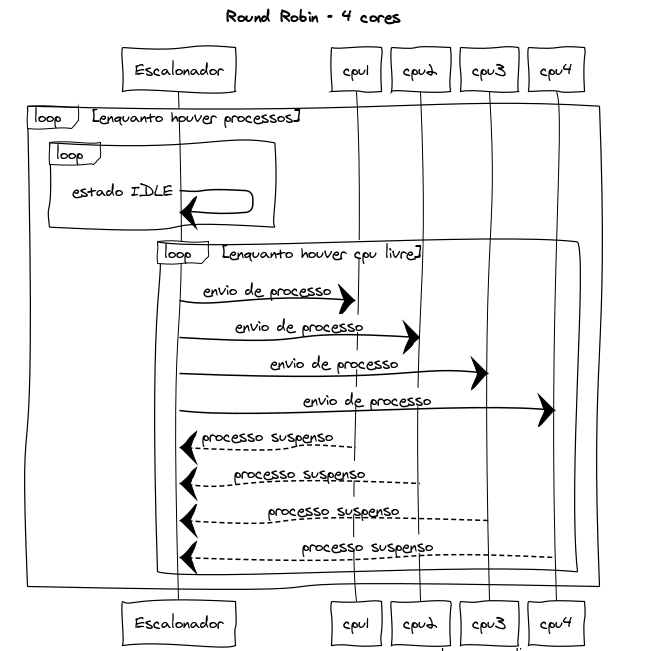 Round Robin - 4 cores
Escalonador cpu1 cpu2 cpu3 cpu4
loop [enquanto houver processos]
loop
estado IDLE
loop [enquanto houver cpu livre]
envio de processo
envio de processo
envio de processo
envio de processo
processo suspenso
processo suspenso
processo suspenso
processo suspenso
Escalonador cpu1 cpu2 cpu3 cpu4